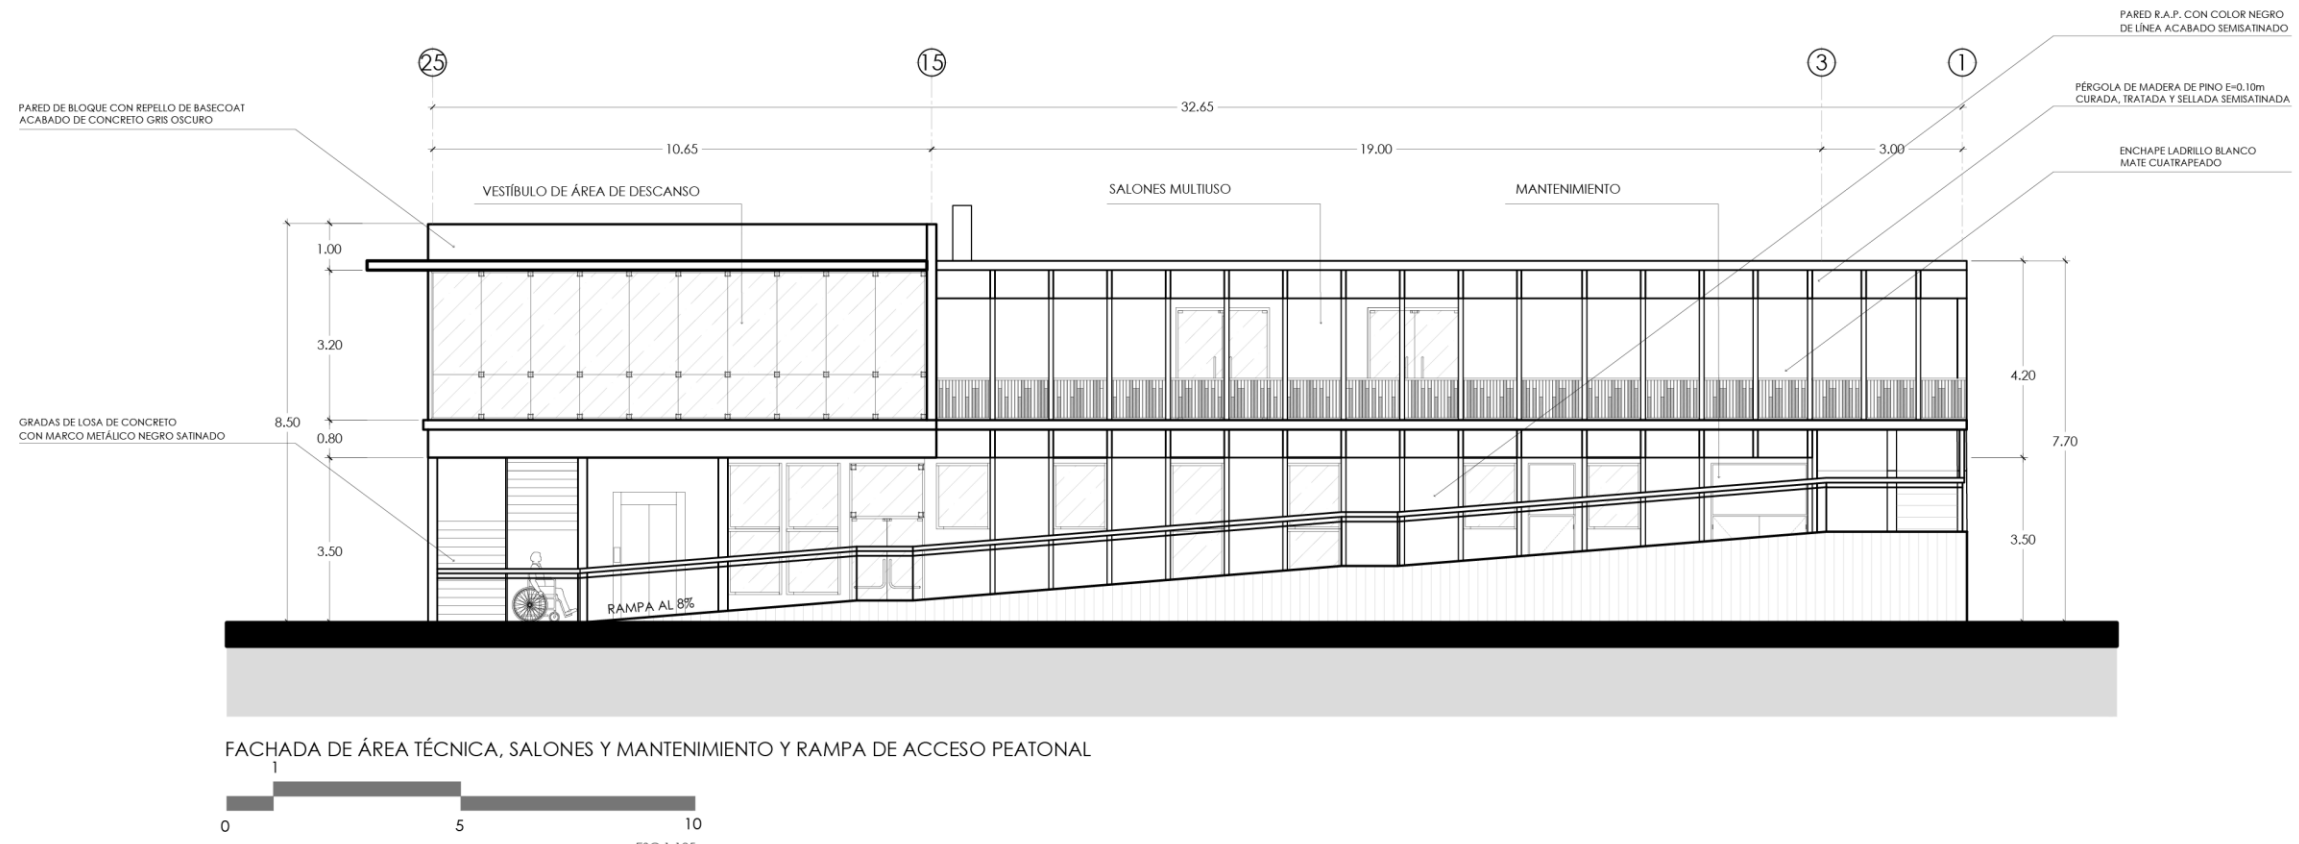 PARED R.A.P. CON COLOR NEGRO
DE LÍNEA ACABADO SEMISATINADO
25
15
3
1
PÉRGOLA DE MADERA DE PINO E=0.10m
CURADA, TRATADA Y SELLADA SEMISATINADA
PARED DE BLOQUE CON REPELLO DE BASECOAT
ACABADO DE CONCRETO GRIS OSCURO
32.65
10.65
19.00
3.00
ENCHAPE LADRILLO BLANCO
MATE CUATRAPEADO
VESTÍBULO DE ÁREA DE DESCANSO
SALONES MULTIUSO
MANTENIMIENTO
1.00
3.20
4.20
GRADAS DE LOSA DE CONCRETO
CON MARCO METÁLICO NEGRO SATINADO
8.50
0.80
7.70
3.50
3.50
RAMPA AL 8%
FACHADA DE ÁREA TÉCNICA, SALONES Y MANTENIMIENTO Y RAMPA DE ACCESO PEATONAL
1
0
5
10